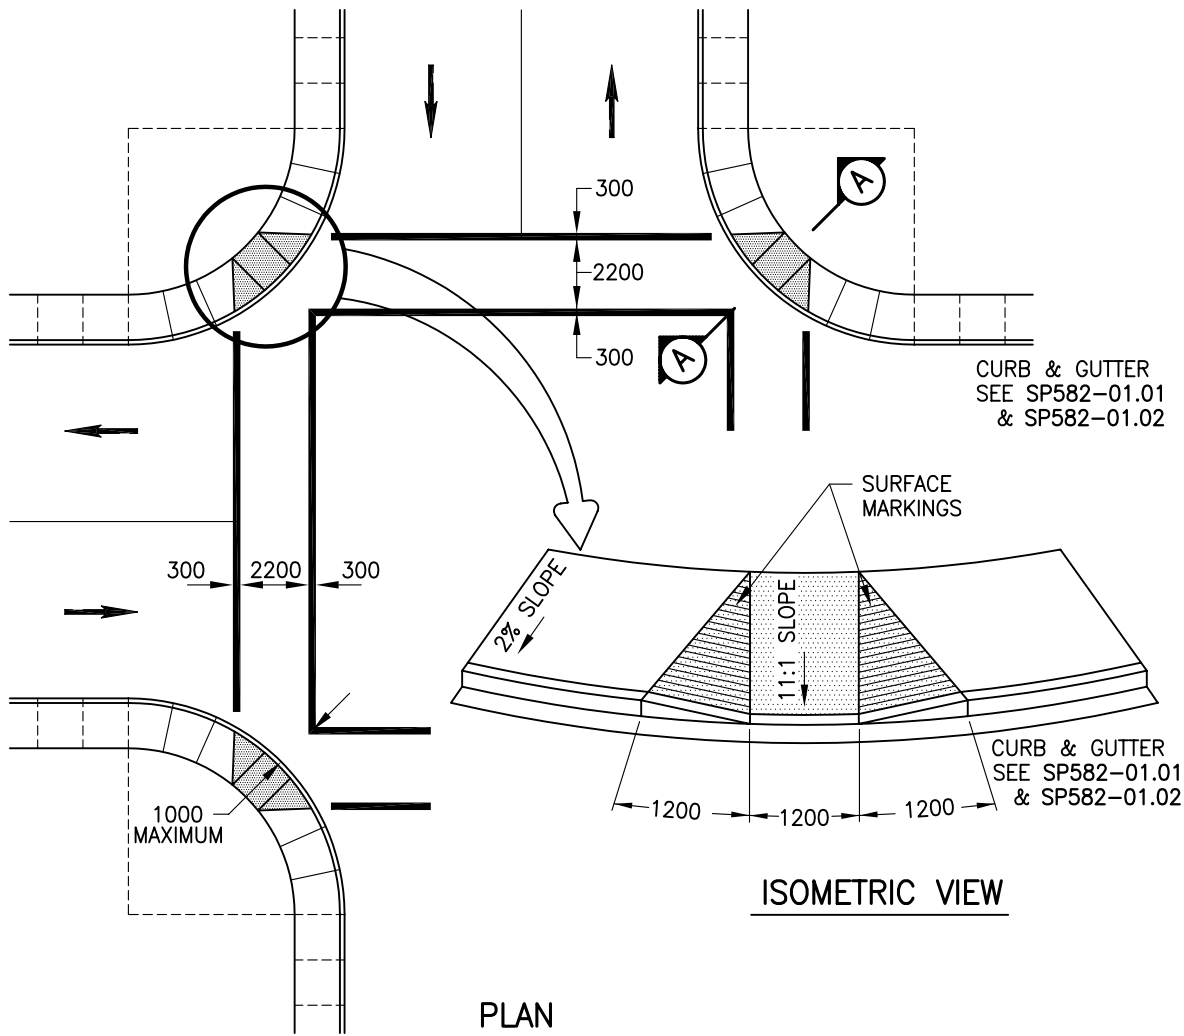 300
2200
300
A
A
CURB & GUTTER
SEE SP582-01.01
& SP582-01.02
SURFACE
MARKINGS
300
2200
300
2% SLOPE
11:1 SLOPE
CURB & GUTTER
SEE SP582-01.01
& SP582-01.02
1000
MAXIMUM
1200
1200
1200
ISOMETRIC VIEW
PLAN